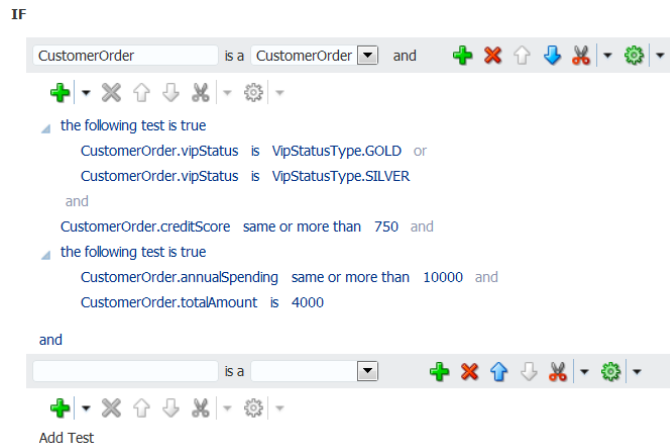 IF
CustomerOrder is a CustomerOrder and
the following test is true
CustomerOrder.vipStatus is VipStatusType.GOLD or
CustomerOrder.vipStatus is VipStatusType.SILVER
and
CustomerOrder.creditScore same or more than 750 and
the following test is true
CustomerOrder.annualSpending same or more than 10000 and
CustomerOrder.totalAmount is 4000
and
is a
Add Test